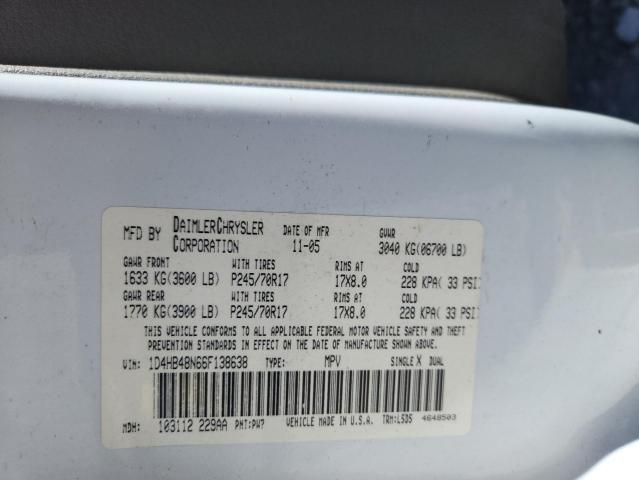 MFD BY DAIMLERCHRYSLER CORPORATION DATE OF MFR 11-05 GVWR 3040 KG(06700 LB)
GAWR FRONT WITH TIRES RIMS AT COLD
1633 KG(3600 LB) P245/70R17 17X8.0 228 KPA( 33 PSI)
GAWR REAR WITH TIRES RIMS AT COLD
1770 KG(3900 LB) P245/70R17 17X8.0 228 KPA( 33 PSI)
THIS VEHICLE CONFORMS TO ALL APPLICABLE FEDERAL MOTOR VEHICLE SAFETY AND THEFT
PREVENTION STANDARDS IN EFFECT ON THE DATE OF MANUFACTURE SHOWN ABOVE.
VIN: 1D4HB48N66F138638 TYPE: MPV SINGLE X DUAL
MDH: 103112 229AA PNT:PW7 VEHICLE MADE IN U.S.A. TRM:L5D5 4648503